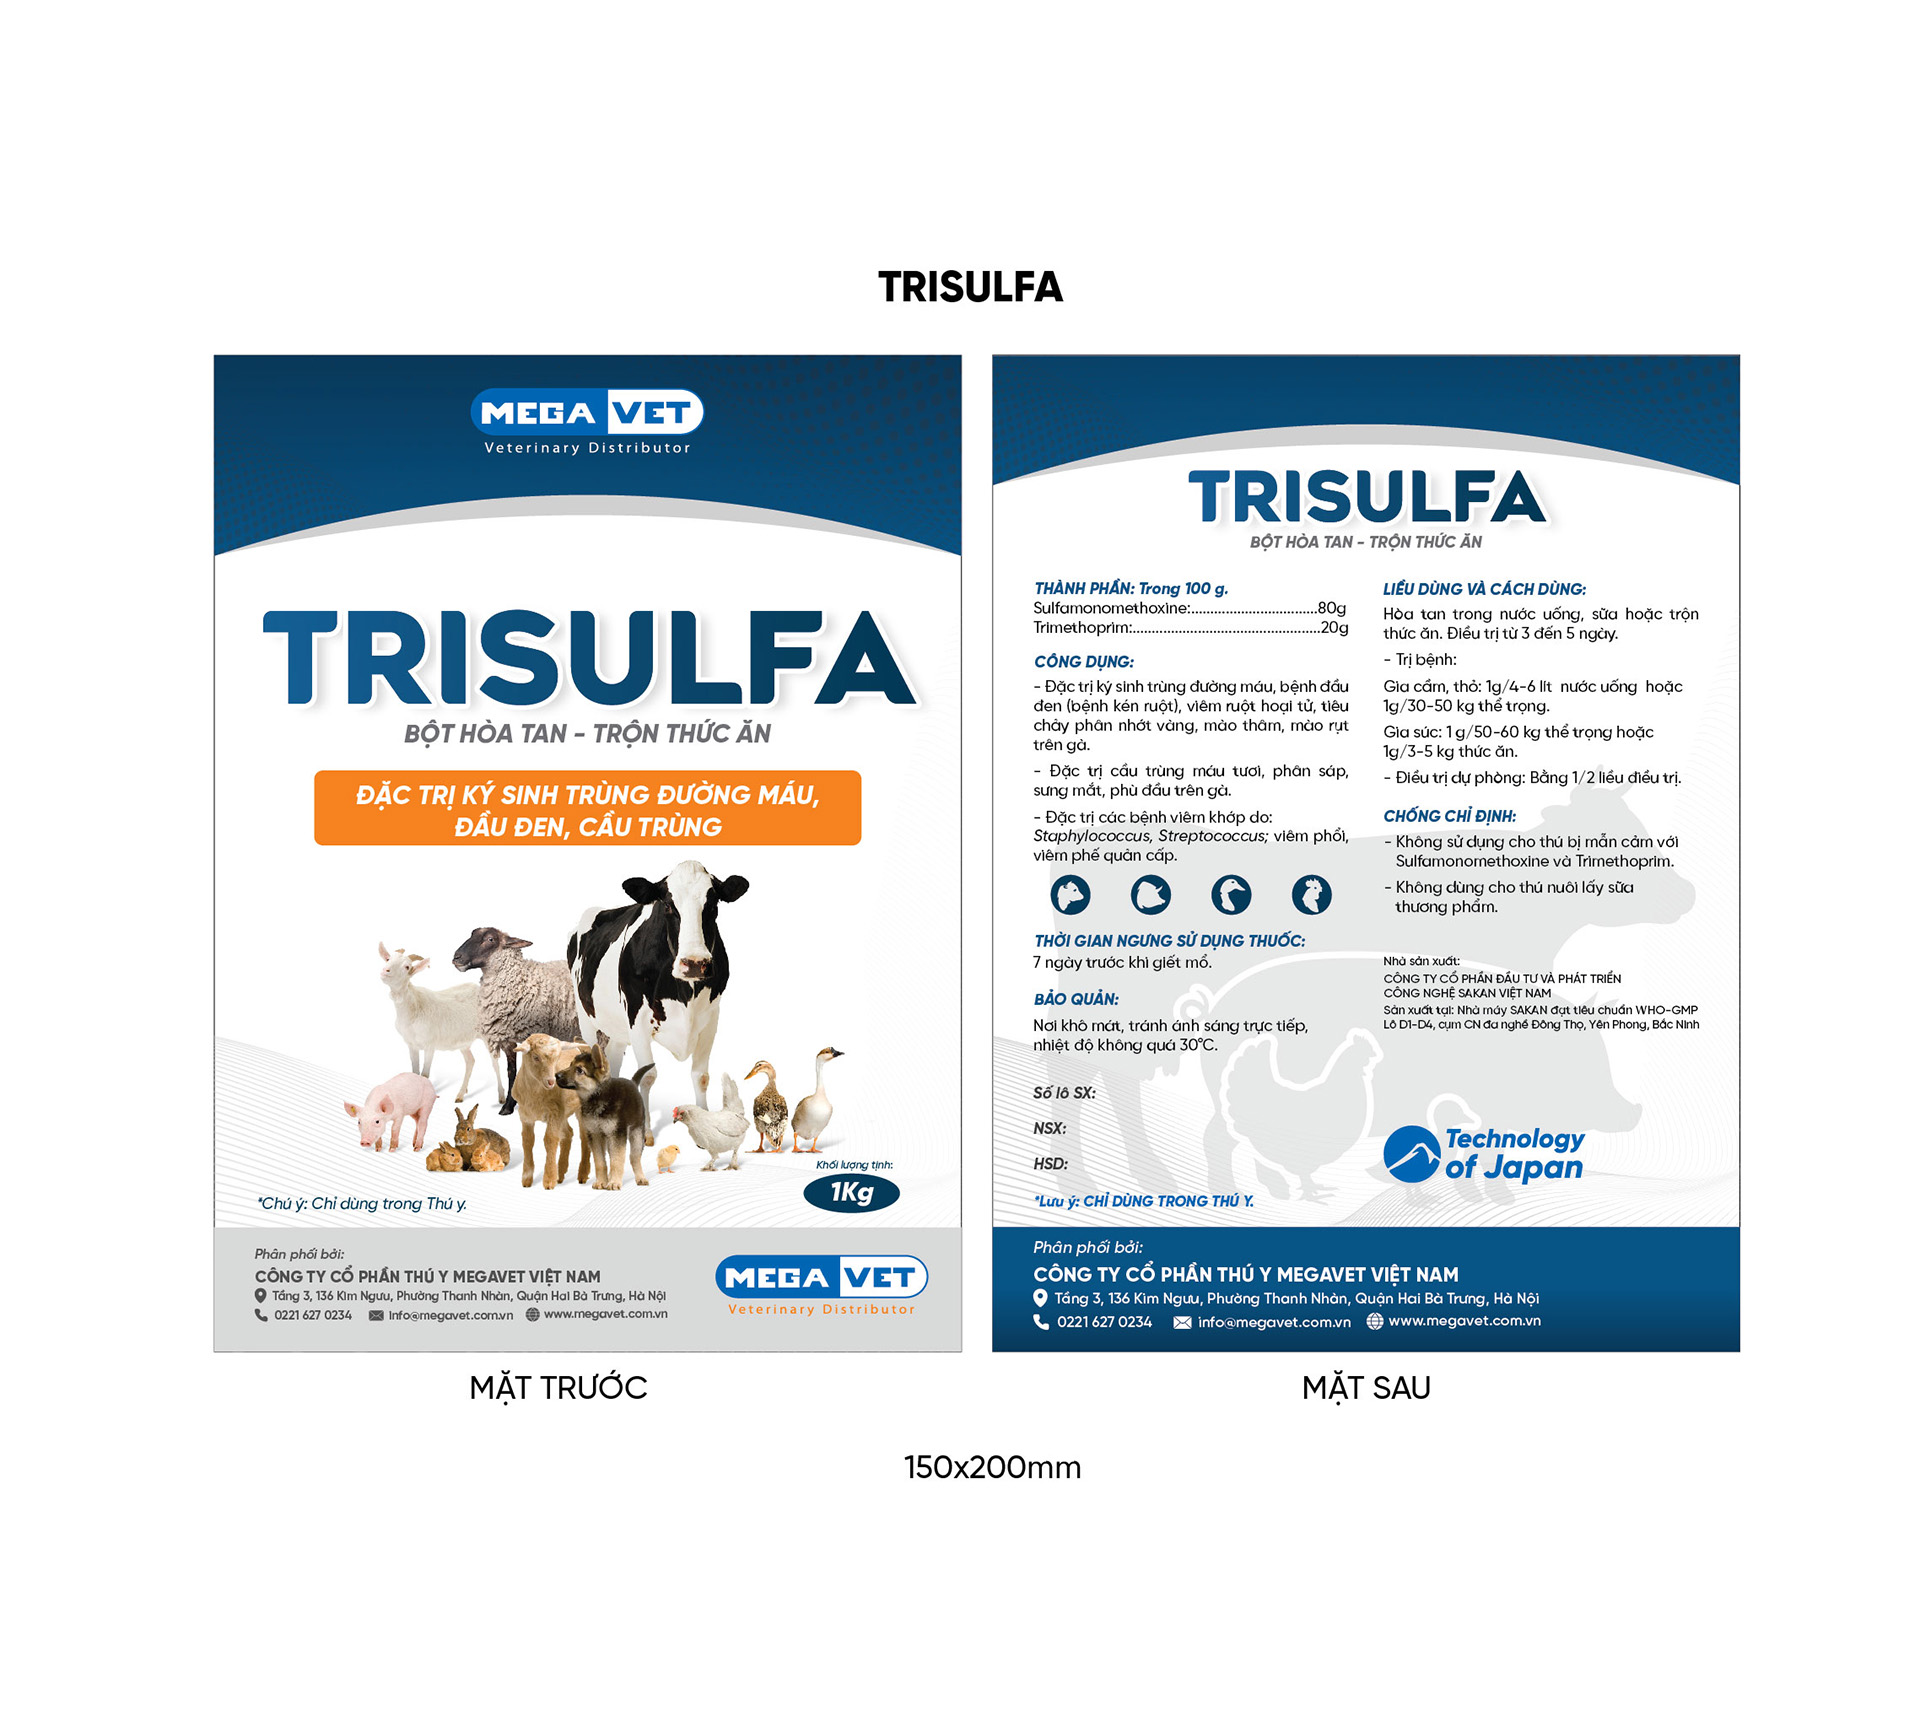 TRISULFA
MEGA VET
Veterinary Distributor
TRISULFA
BỘT HÒA TAN - TRỘN THỨC ĂN
ĐẶC TRỊ KÝ SINH TRÙNG ĐƯỜNG MÁU,
ĐẦU ĐEN, CẦU TRÙNG
Khối lượng tịnh:
1Kg
*Chú ý: Chỉ dùng trong Thú y.
Phân phối bởi:
CÔNG TY CỔ PHẦN THÚ Y MEGAVET VIỆT NAM
Tầng 3, 136 Kim Ngưu, Phường Thanh Nhàn, Quận Hai Bà Trưng, Hà Nội
0221 627 0234 info@megavet.com.vn www.megavet.com.vn
MEGA VET
Veterinary Distributor
MẶT TRƯỚC
TRISULFA
BỘT HÒA TAN - TRỘN THỨC ĂN
THÀNH PHẦN: Trong 100 g.
Sulfamonomethoxine:...............................80g
Trimethoprim:..............................................20g
CÔNG DỤNG:
- Đặc trị ký sinh trùng đường máu, bệnh đầu
đen (bệnh kén ruột), viêm ruột hoại tử, tiêu
chảy phân nhớt vàng, mào thâm, mào rụt
trên gà.
- Đặc trị cầu trùng máu tươi, phân sáp,
sưng mắt, phù đầu trên gà.
- Đặc trị các bệnh viêm khớp do:
Staphylococcus, Streptococcus; viêm phổi,
viêm phế quản cấp.
THỜI GIAN NGƯNG SỬ DỤNG THUỐC:
7 ngày trước khi giết mổ.
BẢO QUẢN:
Nơi khô mát, tránh ánh sáng trực tiếp,
nhiệt độ không quá 30°C.
Số lô SX:
NSX:
HSD:
*Lưu ý: CHỈ DÙNG TRONG THÚ Y.
LIỀU DÙNG VÀ CÁCH DÙNG:
Hòa tan trong nước uống, sữa hoặc trộn
thức ăn. Điều trị từ 3 đến 5 ngày.
- Trị bệnh:
Gia cầm, thỏ: 1g/4-6 lít nước uống hoặc
1g/30-50 kg thể trọng.
Gia súc: 1 g/50-60 kg thể trọng hoặc
1g/3-5 kg thức ăn.
- Điều trị dự phòng: Bằng 1/2 liều điều trị.
CHỐNG CHỈ ĐỊNH:
- Không sử dụng cho thú bị mẫn cảm với
Sulfamonomethoxine và Trimethoprim.
- Không dùng cho thú nuôi lấy sữa
thương phẩm.
Nhà sản xuất:
CÔNG TY CỔ PHẦN ĐẦU TƯ VÀ PHÁT TRIỂN
CÔNG NGHỆ SAKAN VIỆT NAM
Sản xuất tại: Nhà máy SAKAN đạt tiêu chuẩn WHO-GMP
Lô D1-D4, cụm CN đa nghề Đông Thọ, Yên Phong, Bắc Ninh
Technology
of Japan
Phân phối bởi:
CÔNG TY CỔ PHẦN THÚ Y MEGAVET VIỆT NAM
Tầng 3, 136 Kim Ngưu, Phường Thanh Nhàn, Quận Hai Bà Trưng, Hà Nội
0221 627 0234 info@megavet.com.vn www.megavet.com.vn
MẶT SAU
150x200mm